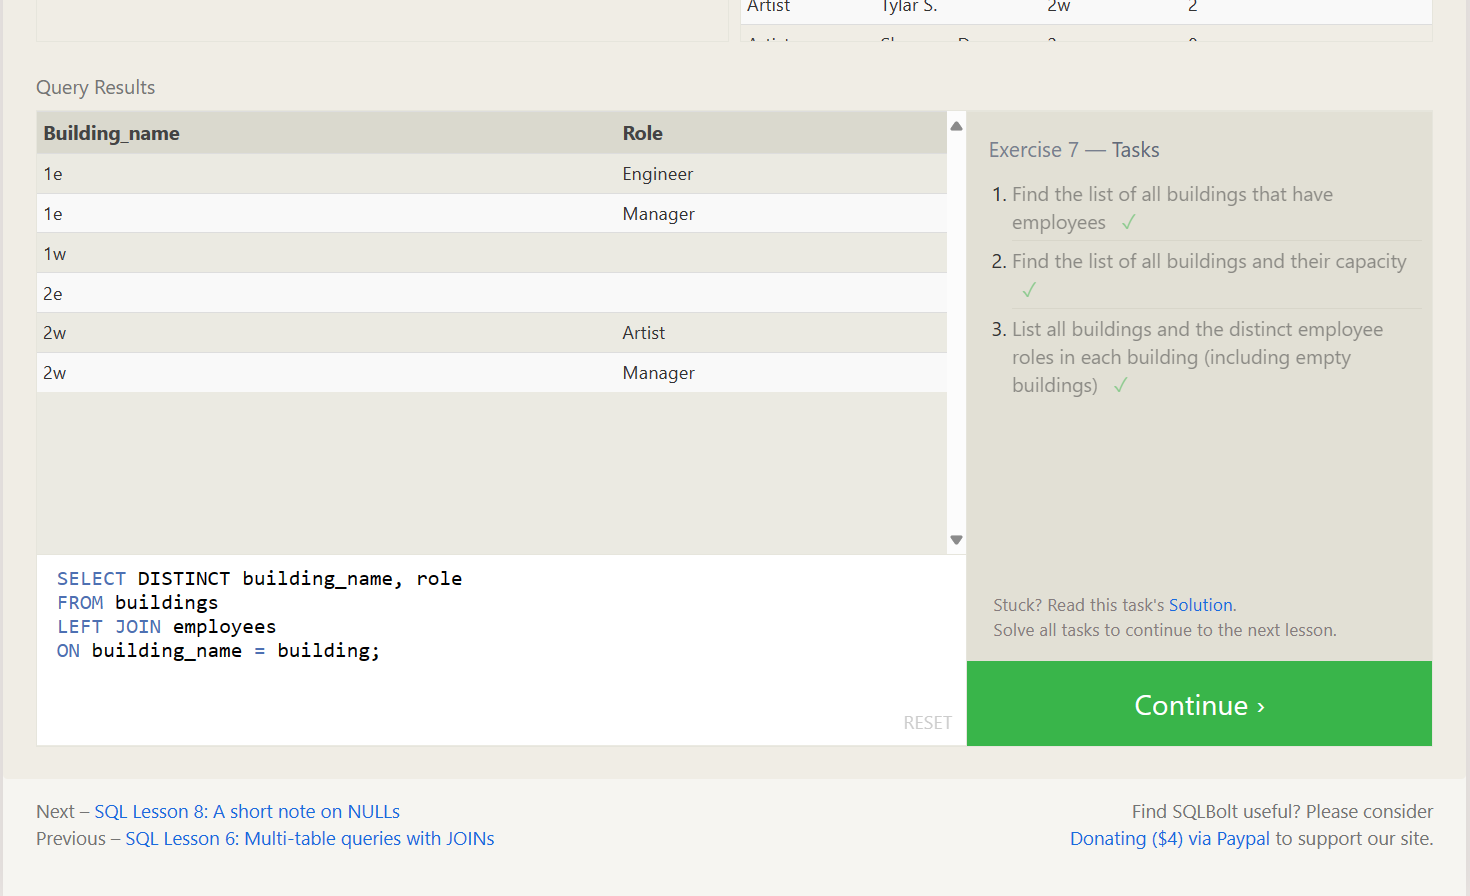 Artist Tylar S. 2w 2
Query Results
Building_name Role
1e Engineer
1e Manager
1w
2e
2w Artist
2w Manager
SELECT DISTINCT building_name, role
FROM buildings
LEFT JOIN employees
ON building_name = building;
RESET
Exercise 7 — Tasks
1. Find the list of all buildings that have
employees ✓
2. Find the list of all buildings and their capacity
✓
3. List all buildings and the distinct employee
roles in each building (including empty
buildings) ✓
Stuck? Read this task's Solution.
Solve all tasks to continue to the next lesson.
Continue ›
Next – SQL Lesson 8: A short note on NULLs
Previous – SQL Lesson 6: Multi-table queries with JOINs
Find SQLBolt useful? Please consider
Donating ($4) via Paypal to support our site.